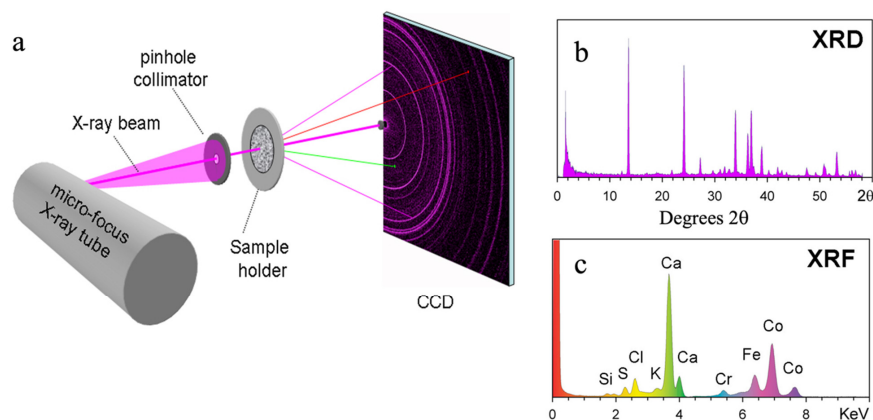 a
pinhole
collimator
X-ray beam
micro-focus
X-ray tube
Sample
holder
CCD
b
XRD
0 10 20 30 40 50 2θ
Degrees 2θ
c
XRF
Ca
Co
Cl
Fe
Si
S
K
Ca
Cr
Co
0 2 4 6 8 KeV